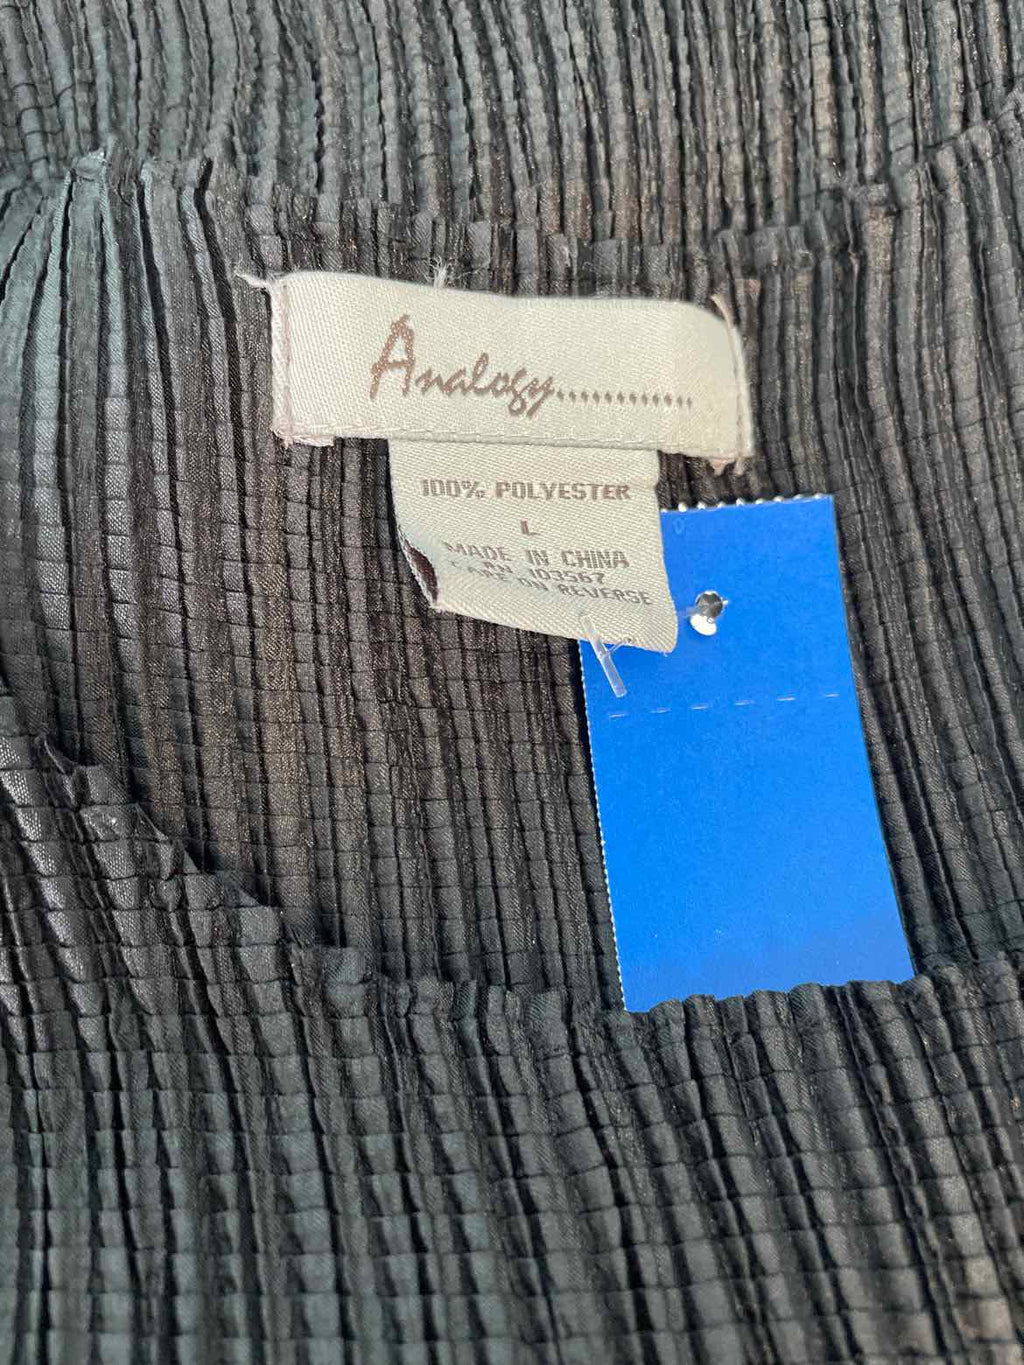 Analogy............
100% POLYESTER
L
MADE IN CHINA
RN 103567
CARE ON REVERSE